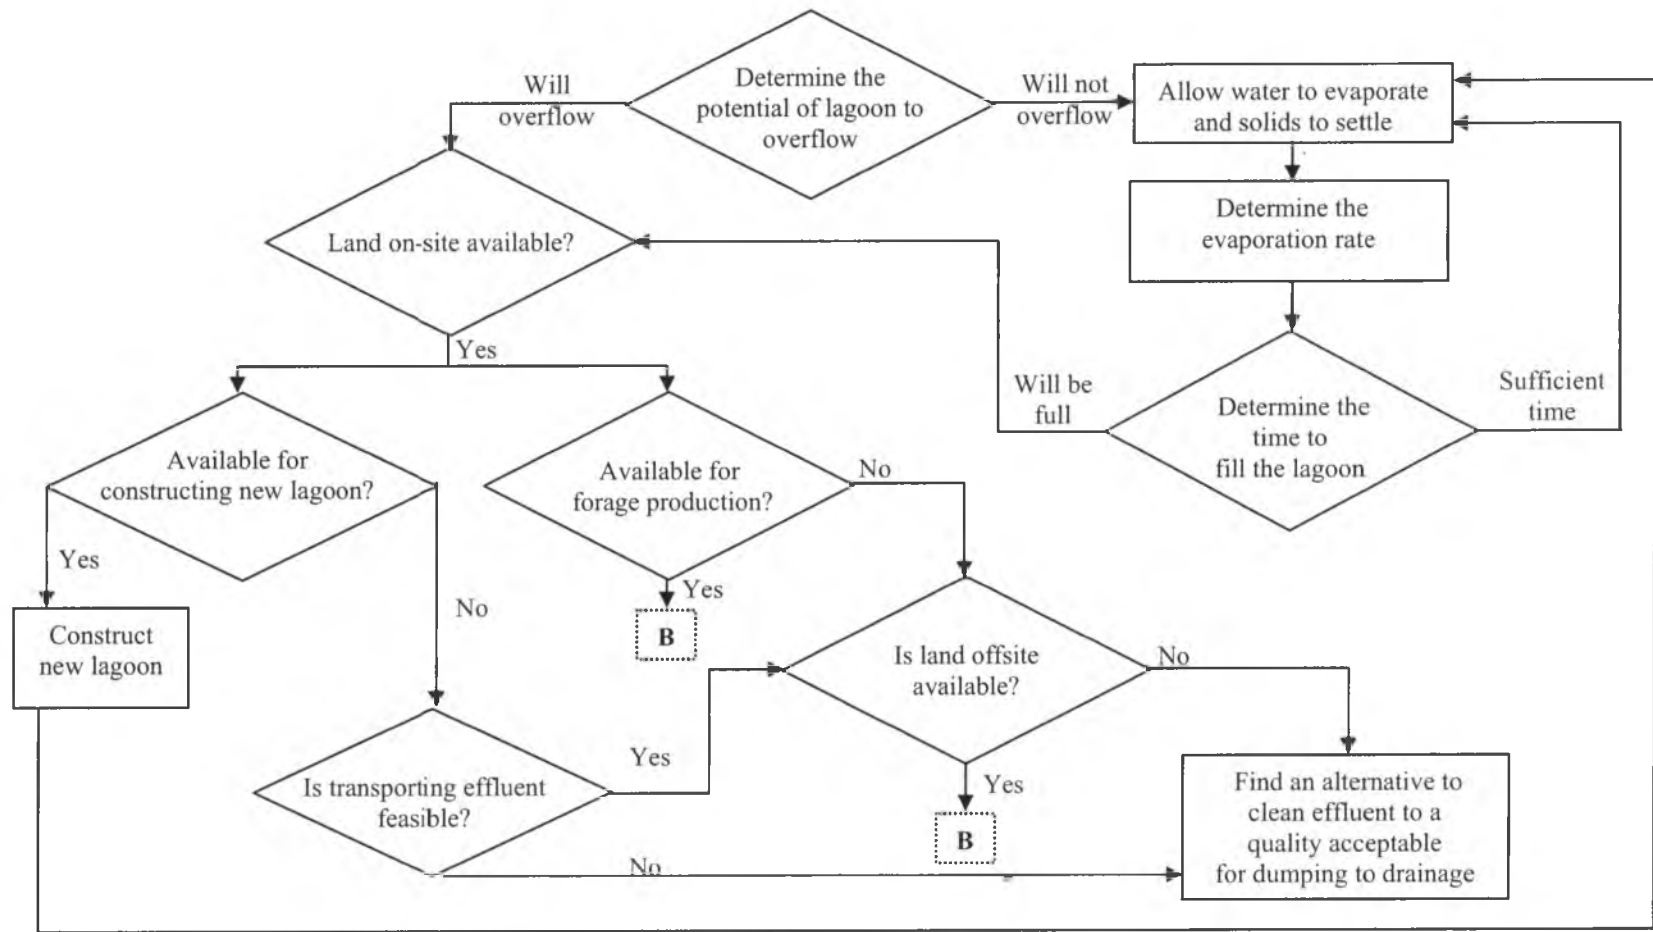 Determine the
potential of lagoon to
overflow
Will
overflow
Will not
overflow
Allow water to evaporate
and solids to settle
Determine the
evaporation rate
Land on-site available?
Yes
Will be
full
Sufficient
time
Determine the
time to
fill the lagoon
Available for
constructing new lagoon?
Available for
forage production?
No
Yes
No
Yes
B
Construct
new lagoon
Is land offsite
available?
No
Yes
B
Is transporting effluent
feasible?
Yes
No
Find an alternative to
clean effluent to a
quality acceptable
for dumping to drainage